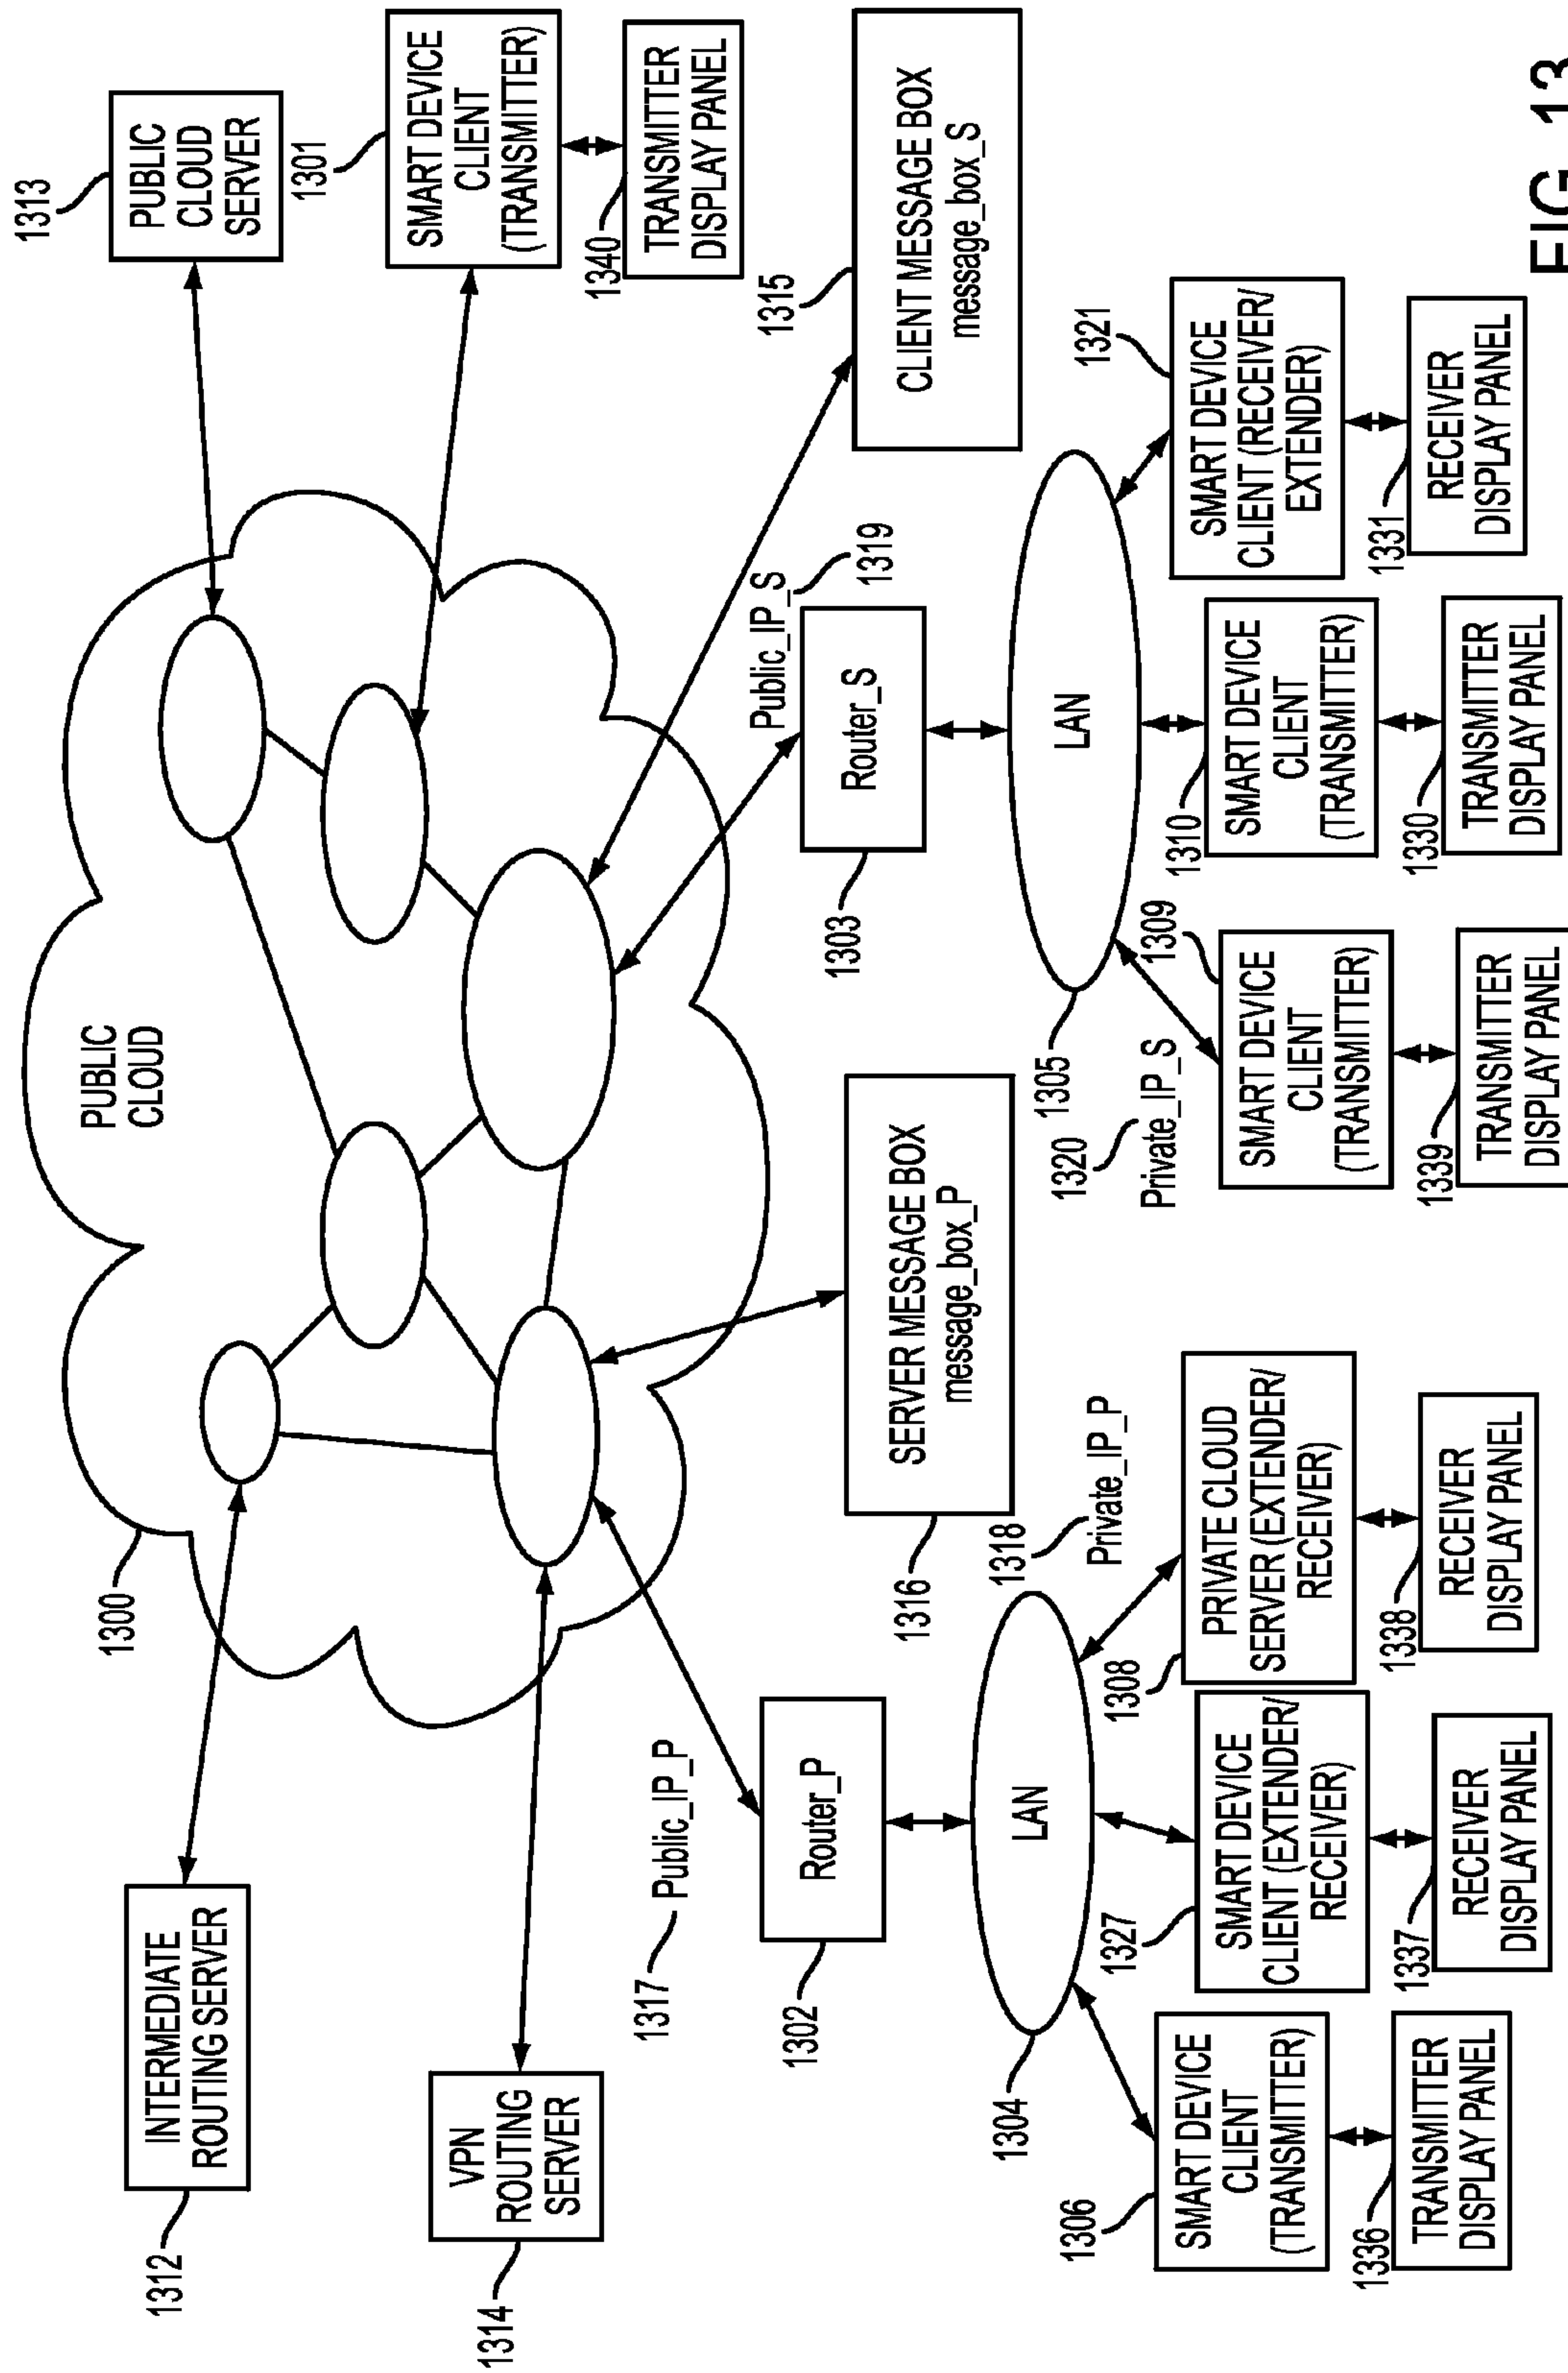 1312
INTERMEDIATE
ROUTING SERVER
1300
PUBLIC
CLOUD
1313
PUBLIC
CLOUD
SERVER
1301
SMART DEVICE
CLIENT
(TRANSMITTER)
1340
TRANSMITTER
DISPLAY PANEL
1314
VPN
ROUTING
SERVER
1317
Public_IP_P
1302
Router_P
1316
SERVER MESSAGE BOX
message_box_P
1303
Router_S
Public_IP_S
1319
1315
CLIENT MESSAGE BOX
message_box_S
1304
LAN
1318
Private_IP_P
1305
LAN
1320
Private_IP_S
1306
SMART DEVICE
CLIENT
(TRANSMITTER)
1327
SMART DEVICE
CLIENT (EXTENDER/
RECEIVER)
1308
PRIVATE CLOUD
SERVER (EXTENDER/
RECEIVER)
1309
SMART DEVICE
CLIENT
(TRANSMITTER)
1310
SMART DEVICE
CLIENT
(TRANSMITTER)
1321
SMART DEVICE
CLIENT (RECEIVER/
EXTENDER)
1336
TRANSMITTER
DISPLAY PANEL
1337
RECEIVER
DISPLAY PANEL
1338
RECEIVER
DISPLAY PANEL
1339
TRANSMITTER
DISPLAY PANEL
1330
TRANSMITTER
DISPLAY PANEL
1331
RECEIVER
DISPLAY PANEL
FIG. 13